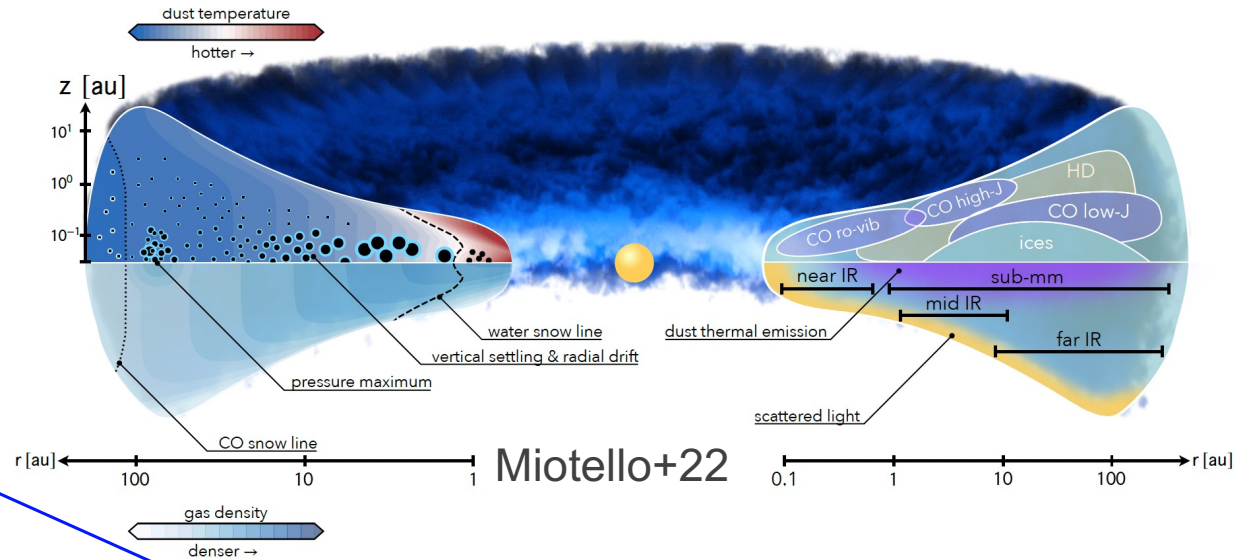 dust temperature
hotter →
z [au]
10¹
10⁰
10⁻¹
HD
CO high-J
CO low-J
CO ro-vib
ices
near IR
sub-mm
mid IR
far IR
water snow line
dust thermal emission
vertical settling & radial drift
pressure maximum
scattered light
CO snow line
r [au]
100
10
1
Miotello+22
0.1
1
10
100
r [au]
gas density
denser →